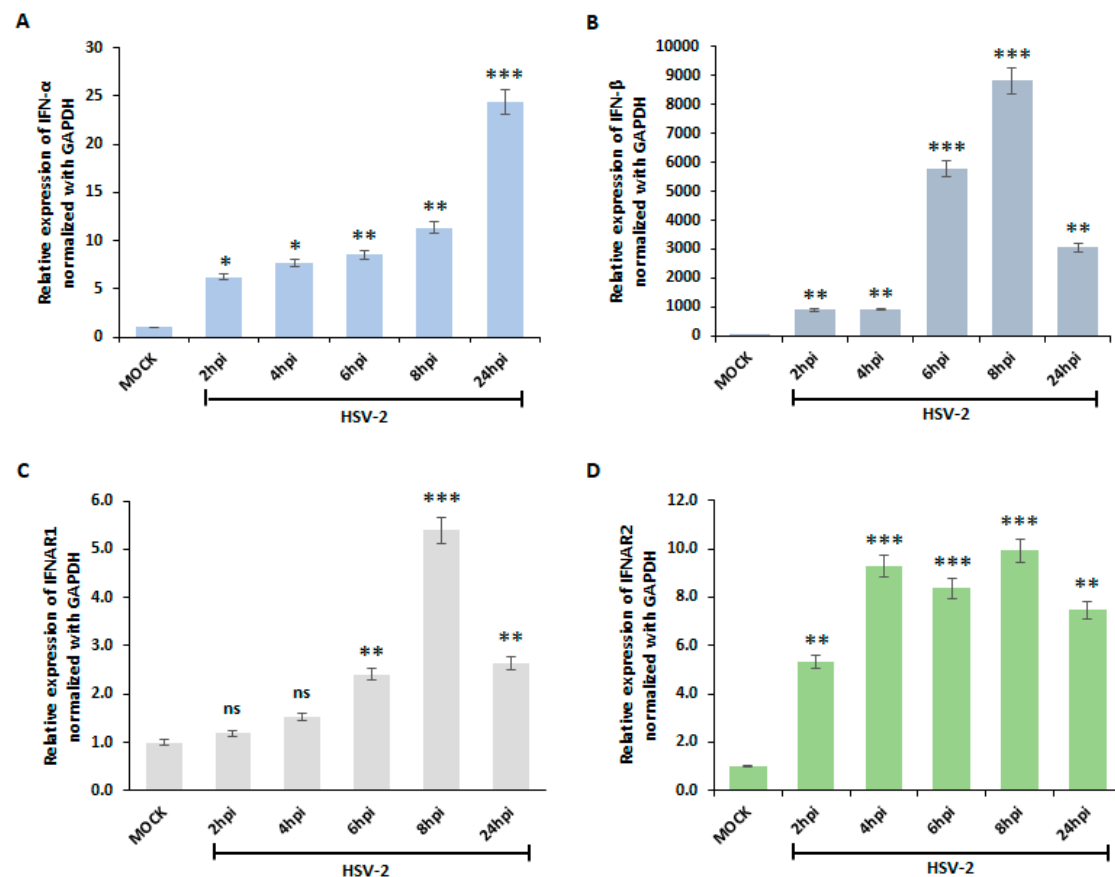 A
Relative expression of IFN-α
normalized with GAPDH
30
25
20
15
10
5
0
*
*
**
**
***
MOCK
2hpi
4hpi
6hpi
8hpi
24hpi
HSV-2
B
Relative expression of IFN-β
normalized with GAPDH
10000
9000
8000
7000
6000
5000
4000
3000
2000
1000
0
**
**
***
***
**
MOCK
2hpi
4hpi
6hpi
8hpi
24hpi
HSV-2
C
Relative expression of IFNAR1
normalized with GAPDH
6.0
5.0
4.0
3.0
2.0
1.0
0.0
ns
ns
**
***
**
MOCK
2hpi
4hpi
6hpi
8hpi
24hpi
HSV-2
D
Relative expression of IFNAR2
normalized with GAPDH
12.0
10.0
8.0
6.0
4.0
2.0
0.0
**
***
***
***
**
MOCK
2hpi
4hpi
6hpi
8hpi
24hpi
HSV-2